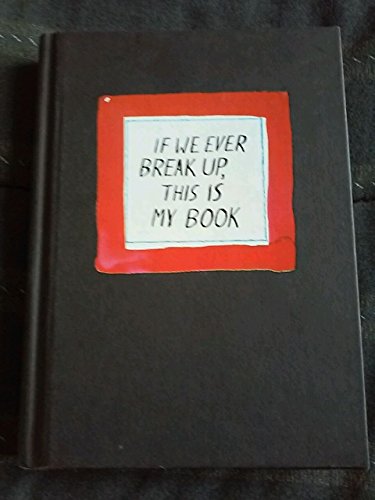 IF WE EVER
BREAK UP,
THIS IS
MY BOOK